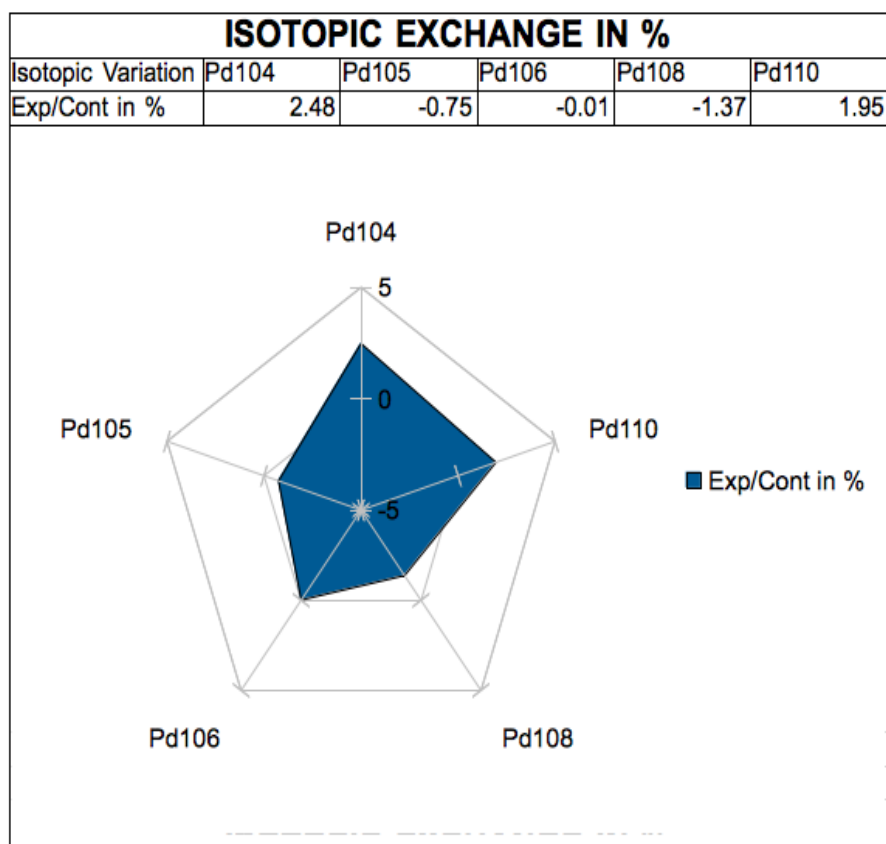 ISOTOPIC EXCHANGE IN %
Isotopic Variation Pd104 Pd105 Pd106 Pd108 Pd110
Exp/Cont in % 2.48 -0.75 -0.01 -1.37 1.95
Pd104
5
0
Pd105
Pd110
Exp/Cont in %
-5
Pd106
Pd108